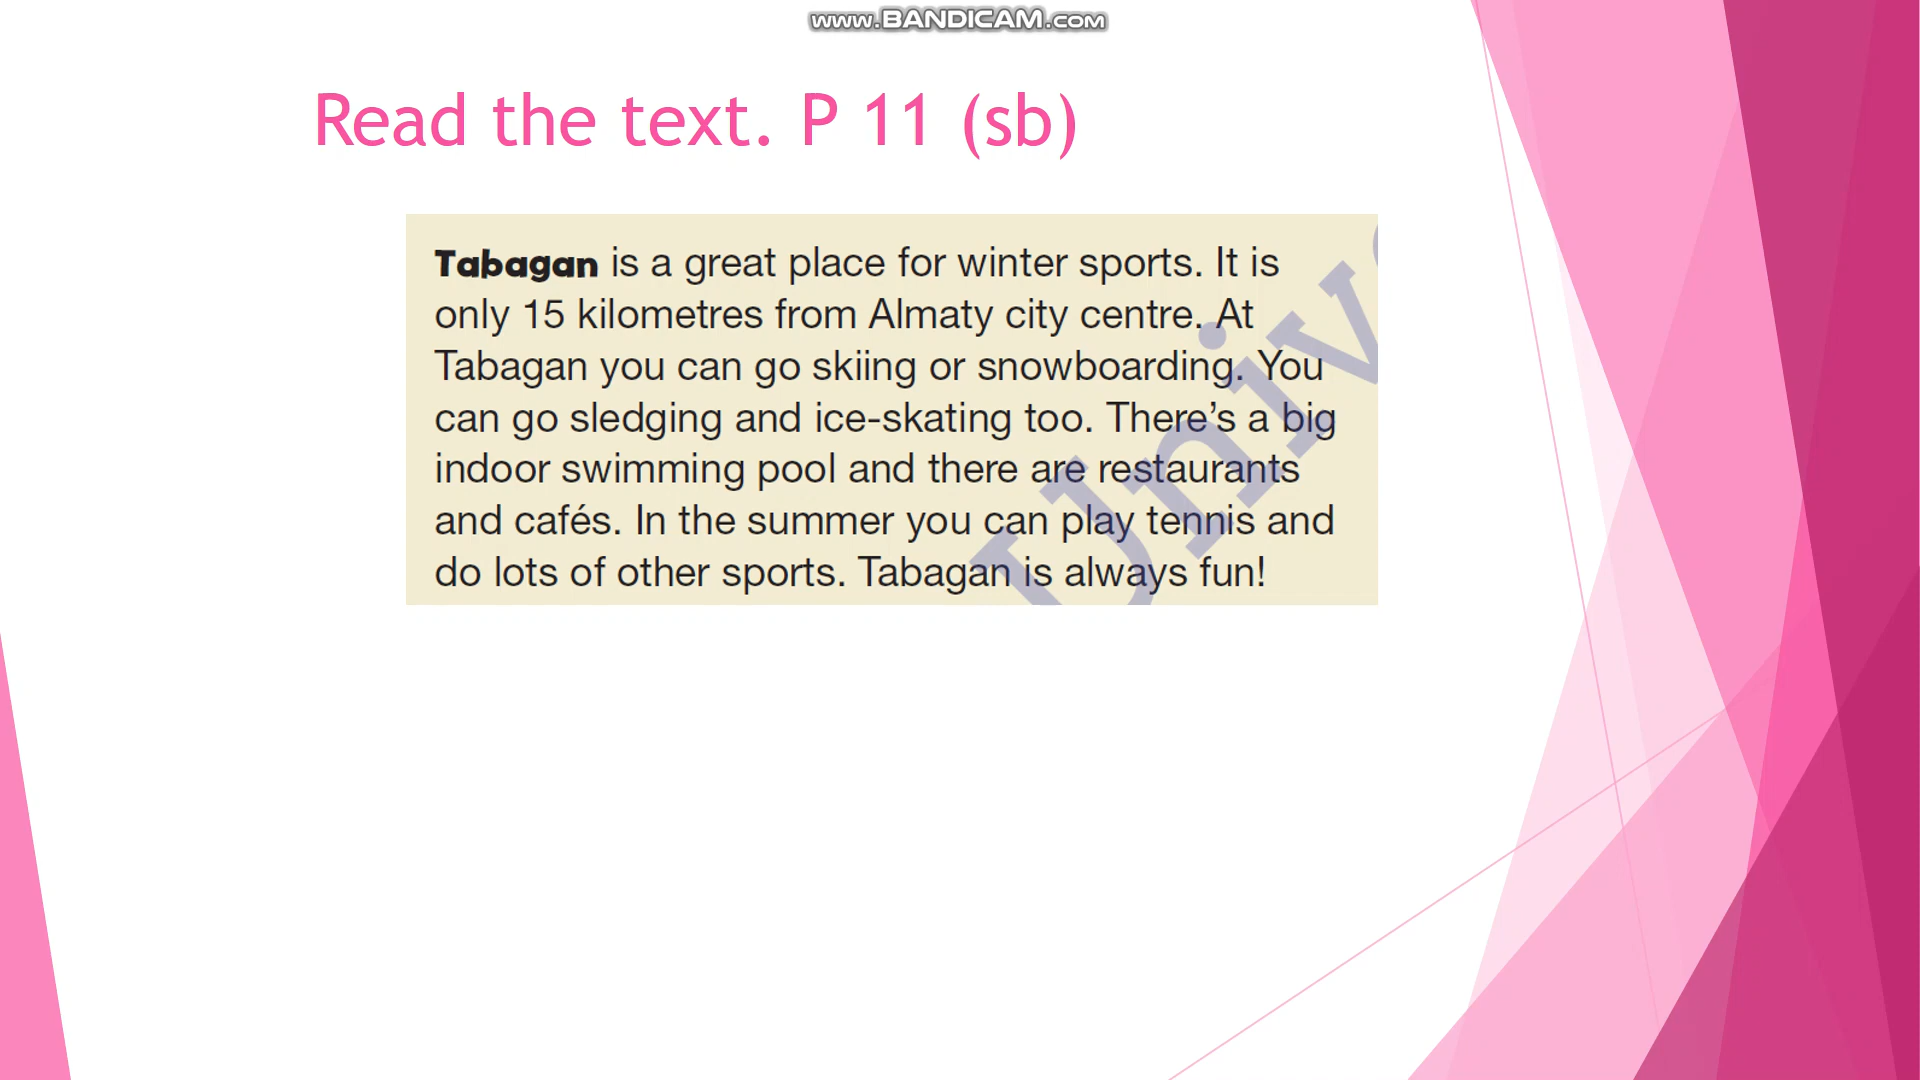 www.BANDICAM.com
Read the text. P 11 (sb)
Tabagan is a great place for winter sports. It is
only 15 kilometres from Almaty city centre. At
Tabagan you can go skiing or snowboarding. You
can go sledging and ice-skating too. There’s a big
indoor swimming pool and there are restaurants
and cafés. In the summer you can play tennis and
do lots of other sports. Tabagan is always fun!
Unive